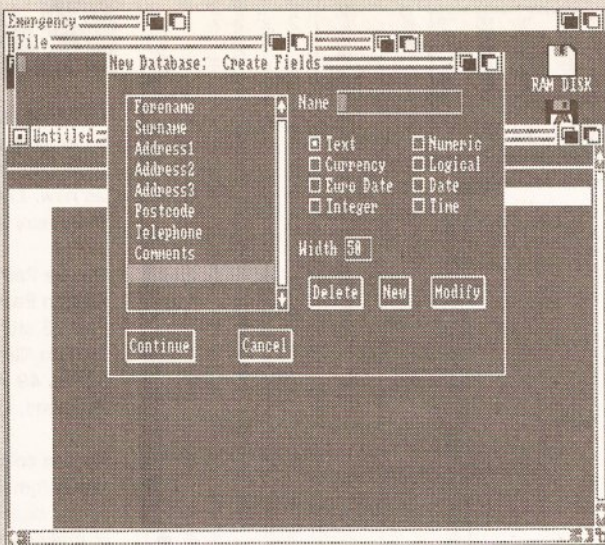 Emergency
File
New Database: Create Fields
RAM DISK
Untitled
Forename
Surname
Address1
Address2
Address3
Postcode
Telephone
Comments
Name
Text
Numeric
Currency
Logical
Euro Date
Date
Integer
Time
Width 50
Delete
New
Modify
Continue
Cancel